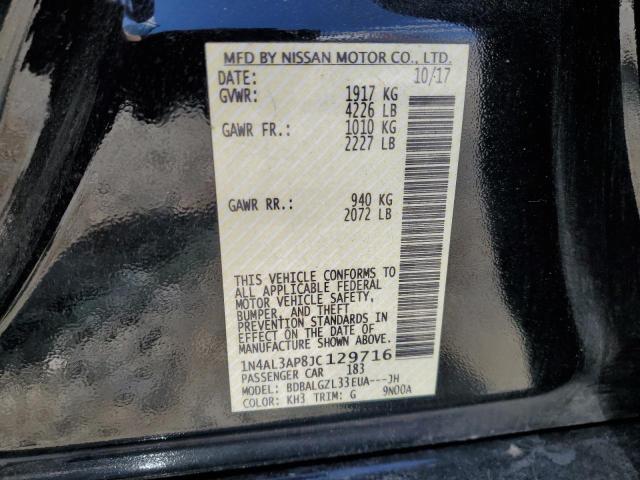 MFD BY NISSAN MOTOR CO., LTD.
DATE: 10/17
GVWR: 1917 KG
4226 LB
GAWR FR.: 1010 KG
2227 LB
GAWR RR.: 940 KG
2072 LB
THIS VEHICLE CONFORMS TO
ALL APPLICABLE FEDERAL
MOTOR VEHICLE SAFETY,
BUMPER, AND THEFT
PREVENTION STANDARDS IN
EFFECT ON THE DATE OF
MANUFACTURE SHOWN ABOVE.
1N4AL3AP8JC129716
PASSENGER CAR 183
MODEL: BDBALGZL33EUA---JH
COLOR: KH3 TRIM: G 9N00A